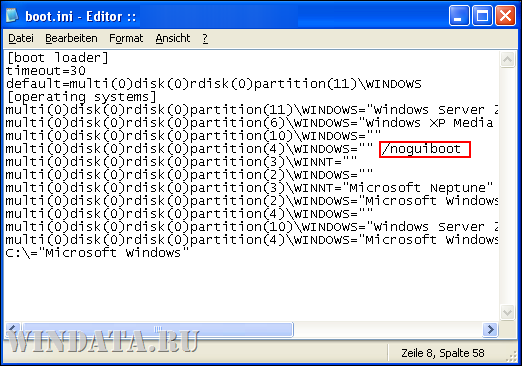 boot.ini - Editor ::
Datei Bearbeiten Format Ansicht ?
[boot loader]
timeout=30
default=multi(0)disk(0)rdisk(0)partition(11)\WINDOWS
[operating systems]
multi(0)disk(0)rdisk(0)partition(11)\WINDOWS="Windows Server
multi(0)disk(0)rdisk(0)partition(6)\WINDOWS="Windows XP Media
multi(0)disk(0)rdisk(0)partition(10)\WINDOWS=""
multi(0)disk(0)rdisk(0)partition(4)\WINDOWS="" /noguiboot
multi(0)disk(0)rdisk(0)partition(3)\WINNT=""
multi(0)disk(0)rdisk(0)partition(2)\WINDOWS=""
multi(0)disk(0)rdisk(0)partition(3)\WINNT="Microsoft Neptune"
multi(0)disk(0)rdisk(0)partition(2)\WINDOWS="Microsoft Windows
multi(0)disk(0)rdisk(0)partition(4)\WINDOWS=""
multi(0)disk(0)rdisk(0)partition(10)\WINDOWS="Windows Server
multi(0)disk(0)rdisk(0)partition(4)\WINDOWS="Microsoft Windows
C:\="Microsoft Windows"
WINDATA.RU
Zeile 8, Spalte 58